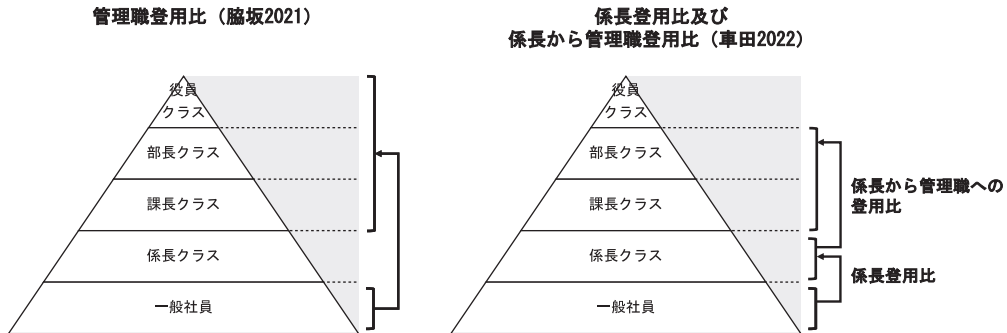 管理職登用比（脇坂2021）
役員
クラス
部長クラス
課長クラス
係長クラス
一般社員
係長登用比及び
係長から管理職登用比（車田2022）
役員
クラス
部長クラス
課長クラス
係長クラス
一般社員
係長から管理職への
登用比
係長登用比